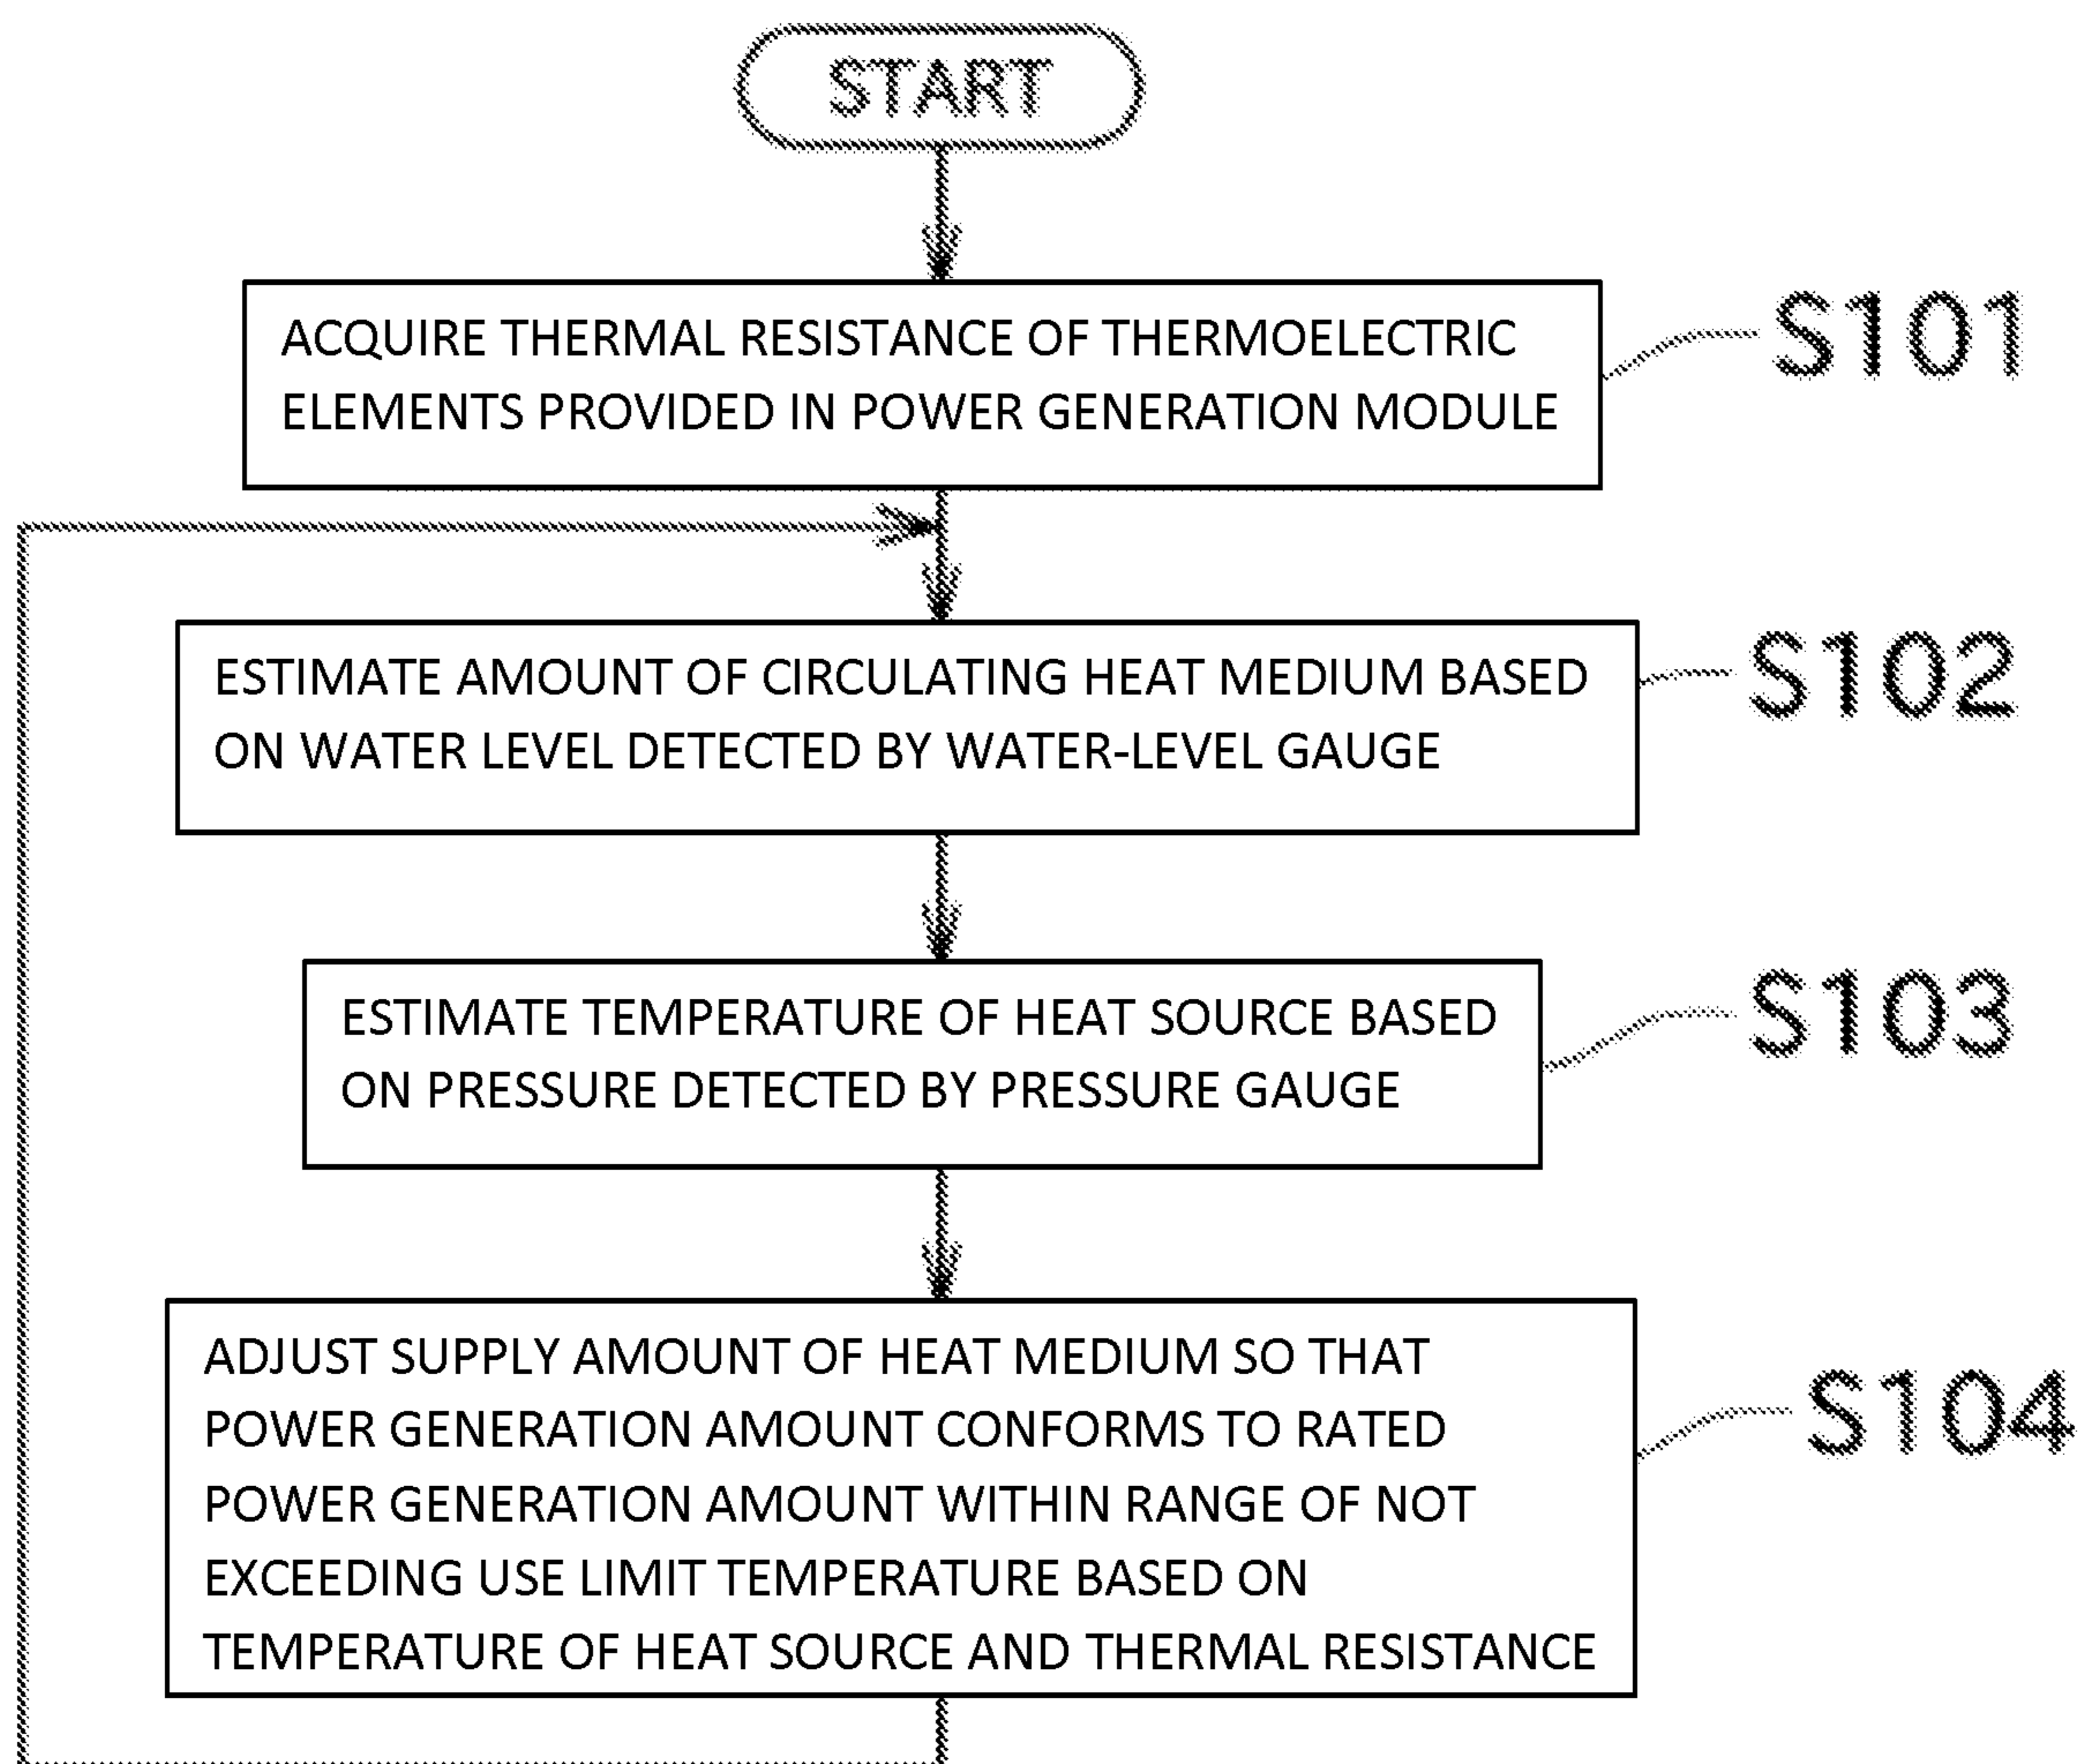 START
ACQUIRE THERMAL RESISTANCE OF THERMOELECTRIC
ELEMENTS PROVIDED IN POWER GENERATION MODULE
S101
ESTIMATE AMOUNT OF CIRCULATING HEAT MEDIUM BASED
ON WATER LEVEL DETECTED BY WATER-LEVEL GAUGE
S102
ESTIMATE TEMPERATURE OF HEAT SOURCE BASED
ON PRESSURE DETECTED BY PRESSURE GAUGE
S103
ADJUST SUPPLY AMOUNT OF HEAT MEDIUM SO THAT
POWER GENERATION AMOUNT CONFORMS TO RATED
POWER GENERATION AMOUNT WITHIN RANGE OF NOT
EXCEEDING USE LIMIT TEMPERATURE BASED ON
TEMPERATURE OF HEAT SOURCE AND THERMAL RESISTANCE
S104